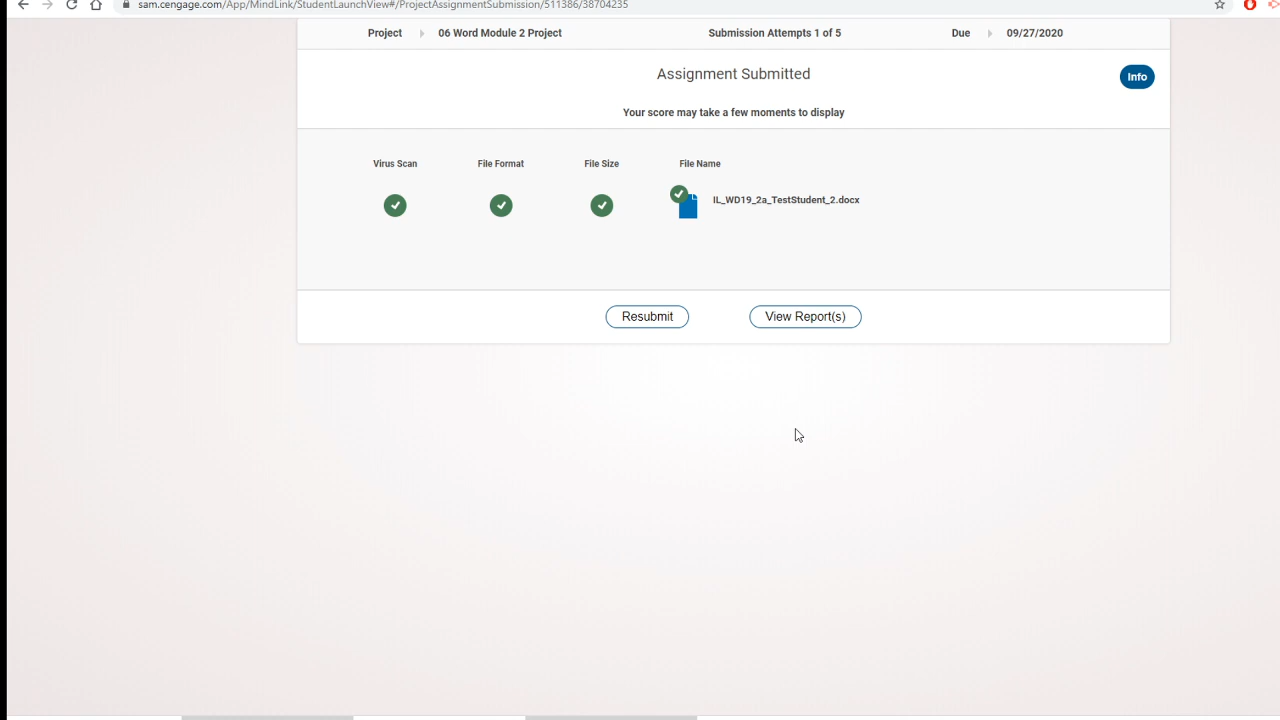 sam.cengage.com/App/MindLink/StudentLaunchView#/ProjectAssignmentSubmission/511386/38704235
Project 06 Word Module 2 Project Submission Attempts 1 of 5 Due 09/27/2020
Assignment Submitted
Info
Your score may take a few moments to display
Virus Scan File Format File Size File Name
IL_WD19_2a_TestStudent_2.docx
Resubmit View Report(s)